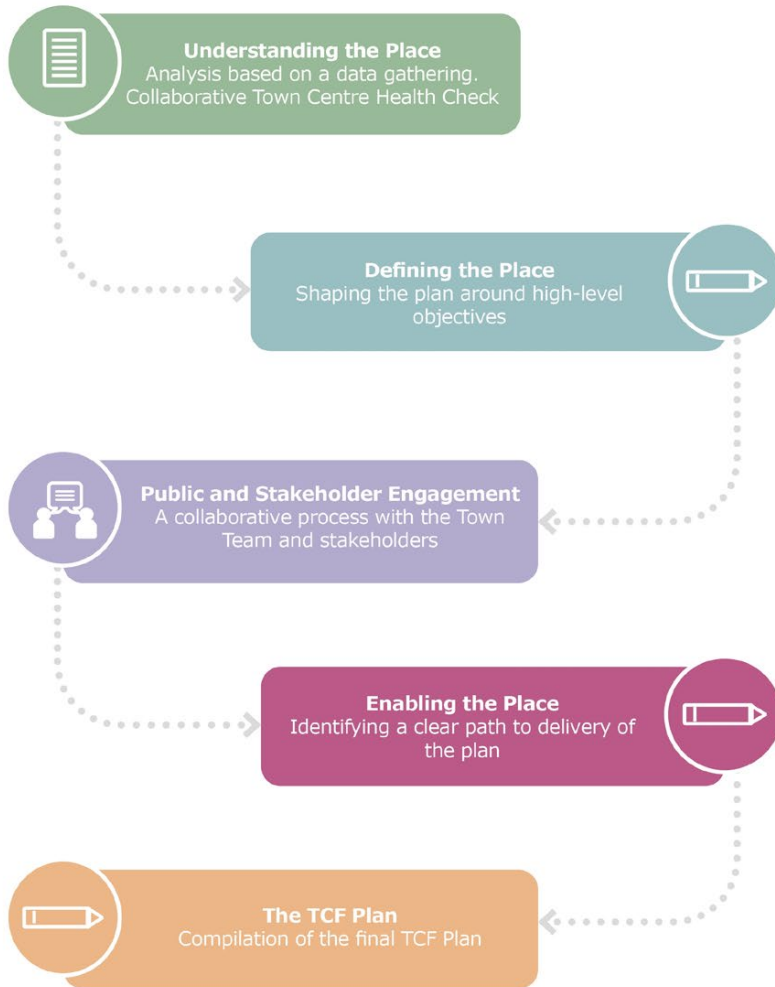 Understanding the Place
Analysis based on a data gathering.
Collaborative Town Centre Health Check
Defining the Place
Shaping the plan around high-level
objectives
Public and Stakeholder Engagement
A collaborative process with the Town
Team and stakeholders
Enabling the Place
Identifying a clear path to delivery of
the plan
The TCF Plan
Compilation of the final TCF Plan